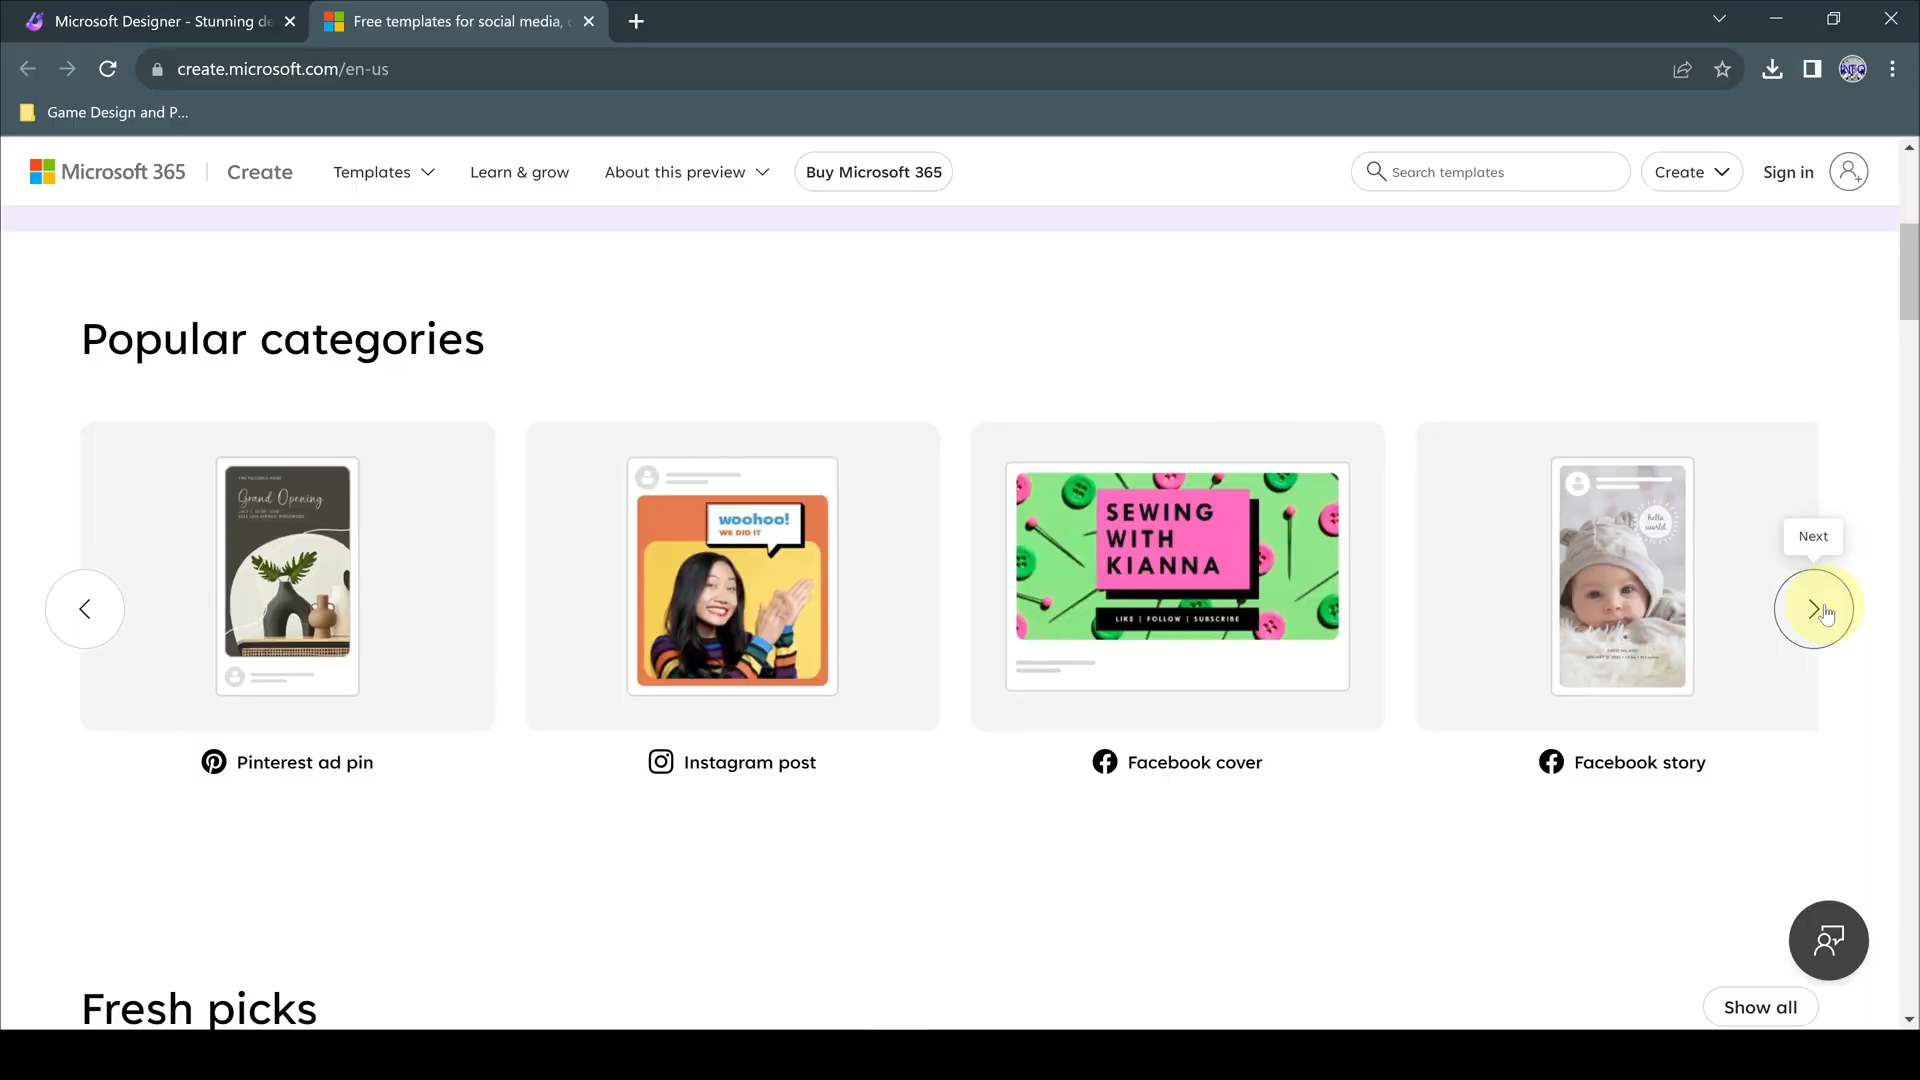 Microsoft Designer - Stunning de
Free templates for social media,
create.microsoft.com/en-us
Game Design and P...
Microsoft 365
Create
Templates
Learn & grow
About this preview
Buy Microsoft 365
Search templates
Create
Sign in
Popular categories
Grand Opening
woohoo!
WE DID IT
SEWING
WITH
KIANNA
LIKE | FOLLOW | SUBSCRIBE
hello
world
Next
Pinterest ad pin
Instagram post
Facebook cover
Facebook story
Fresh picks
Show all